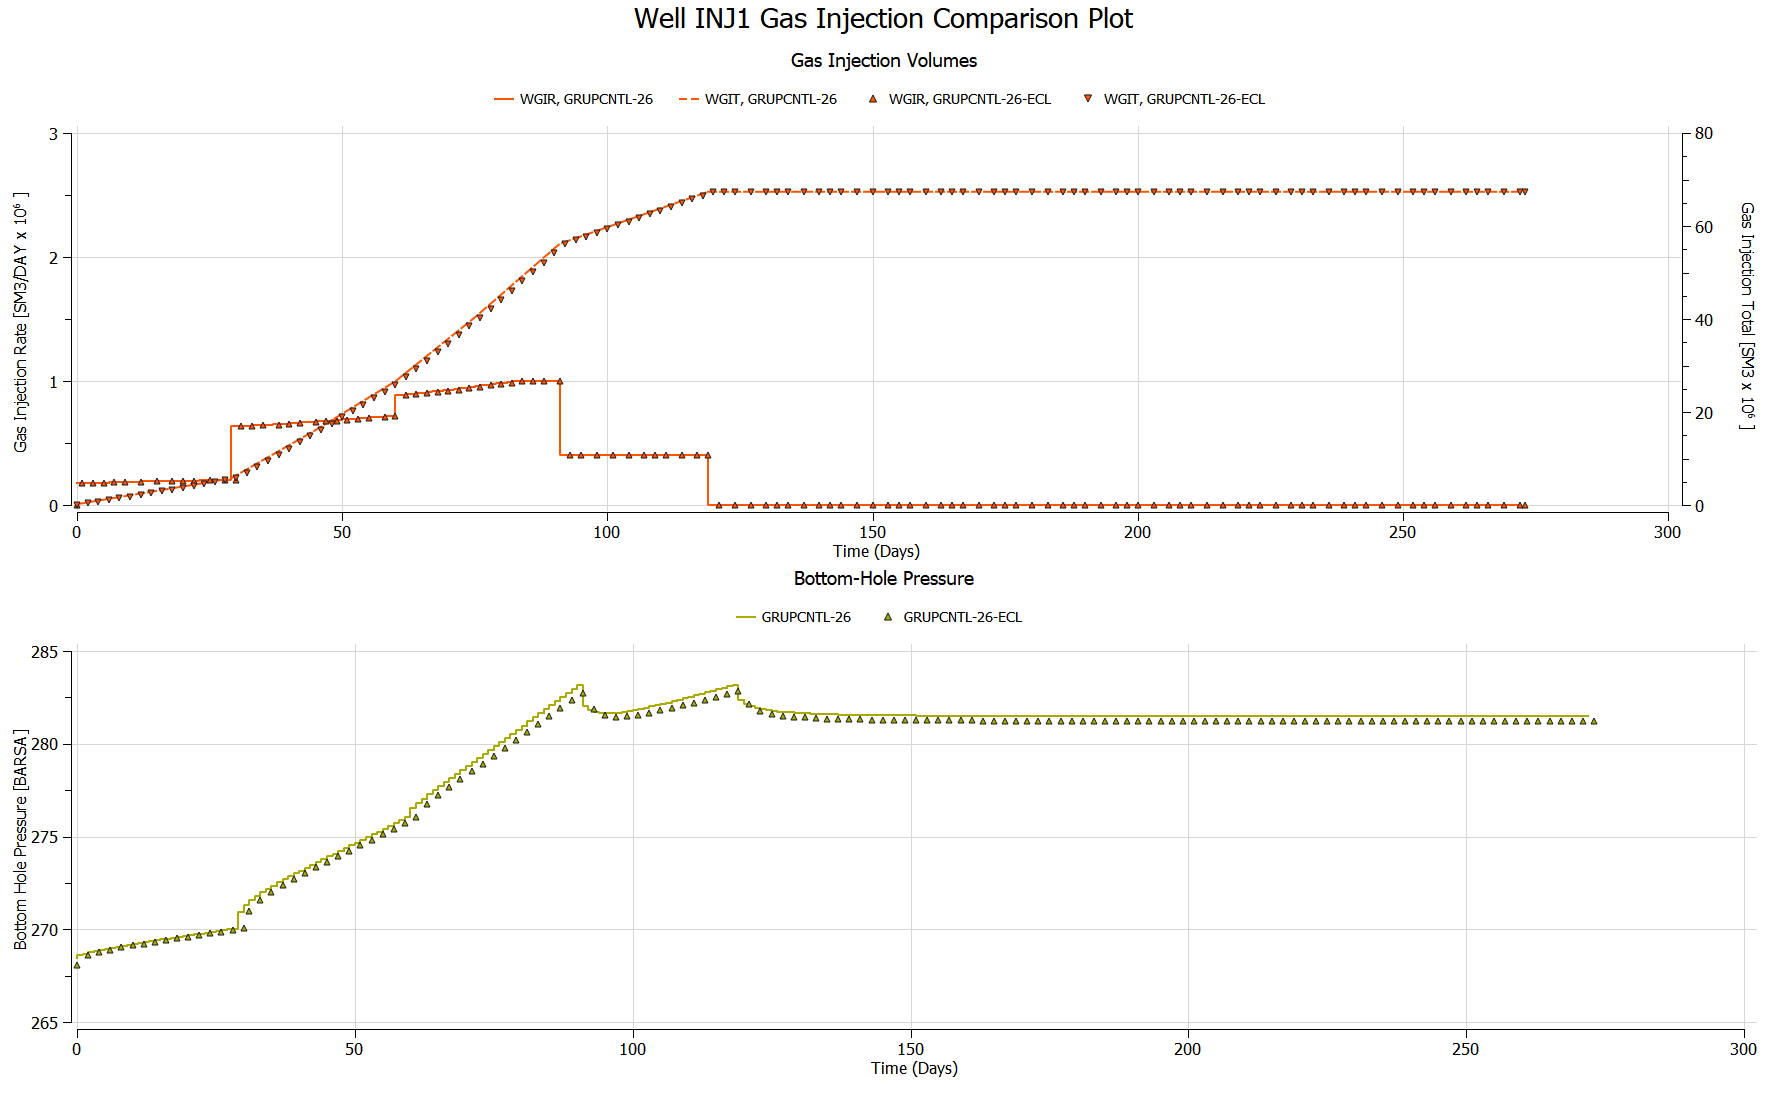 Well INJ1 Gas Injection Comparison Plot
Gas Injection Volumes
WGIR, GRUPCNTL-26 WGIT, GRUPCNTL-26 WGIR, GRUPCNTL-26-ECL WGIT, GRUPCNTL-26-ECL
Gas Injection Rate [SM3/DAY x 10⁶ ]
3
2
1
0
80
60
40
20
0
Gas Injection Total [SM3 x 10⁶ ]
0 50 100 150 200 250 300
Time (Days)
Bottom-Hole Pressure
GRUPCNTL-26 GRUPCNTL-26-ECL
Bottom Hole Pressure [BARSA]
285
280
275
270
265
0 50 100 150 200 250 300
Time (Days)